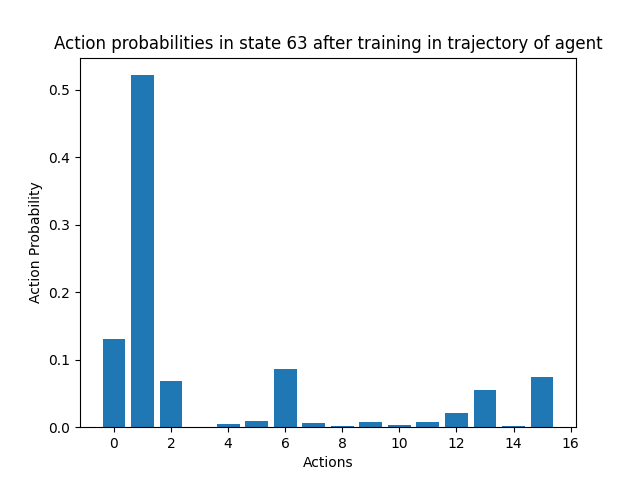 Action probabilities in state 63 after training in trajectory of agent
0.5
0.4
0.3
0.2
0.1
0.0
Action Probability
0 2 4 6 8 10 12 14 16
Actions